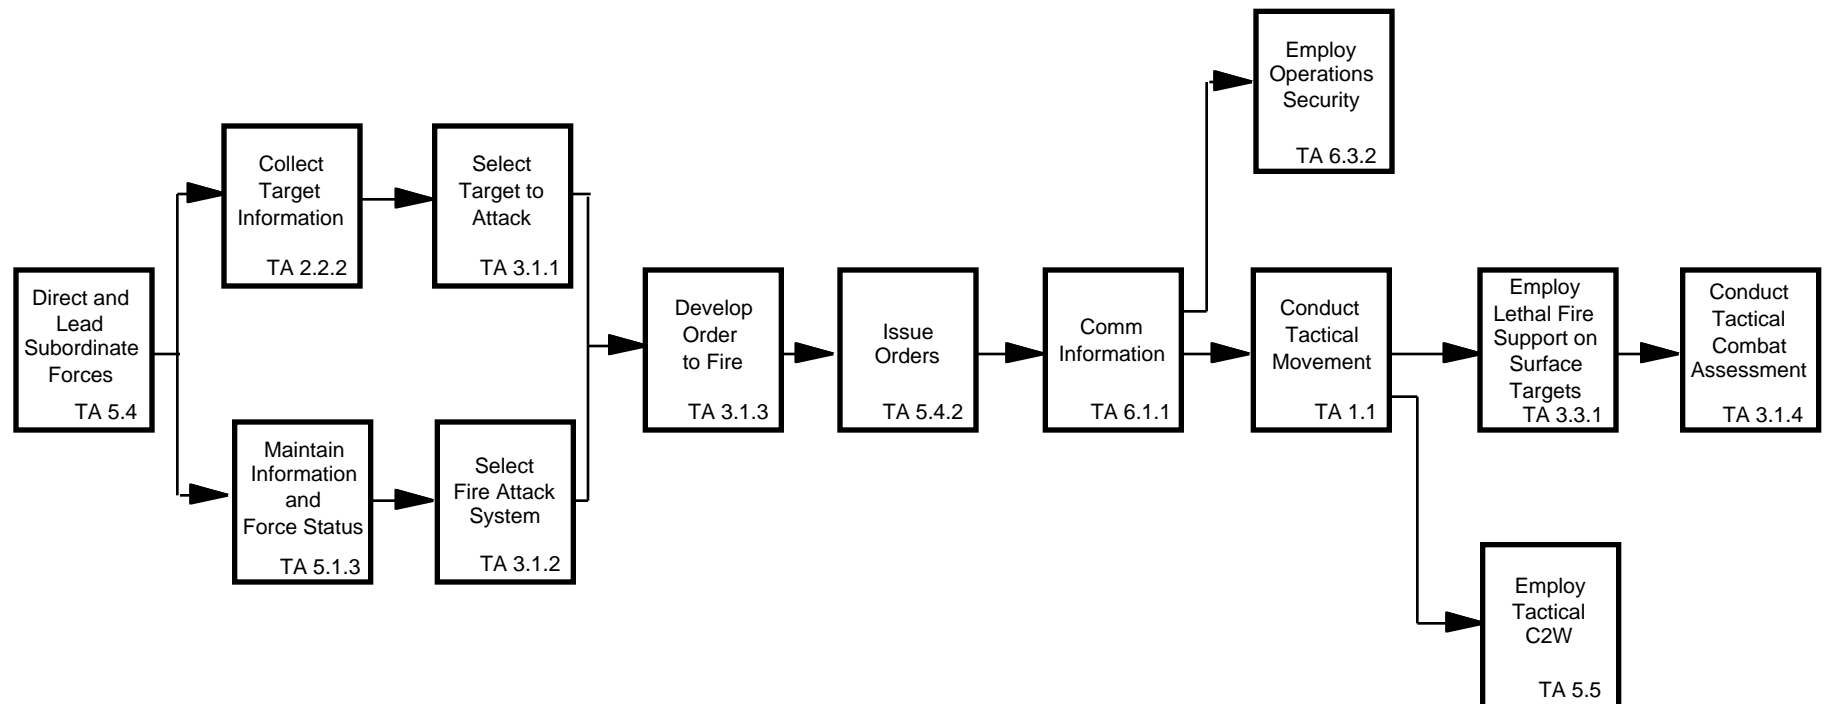 Employ
Operations
Security
TA 6.3.2
Collect
Target
Information
TA 2.2.2
Select
Target to
Attack
TA 3.1.1
Direct and
Lead
Subordinate
Forces
TA 5.4
Develop
Order
to Fire
TA 3.1.3
Issue
Orders
TA 5.4.2
Comm
Information
TA 6.1.1
Conduct
Tactical
Movement
TA 1.1
Employ
Lethal Fire
Support on
Surface
Targets
TA 3.3.1
Conduct
Tactical
Combat
Assessment
TA 3.1.4
Maintain
Information
and
Force Status
TA 5.1.3
Select
Fire Attack
System
TA 3.1.2
Employ
Tactical
C2W
TA 5.5